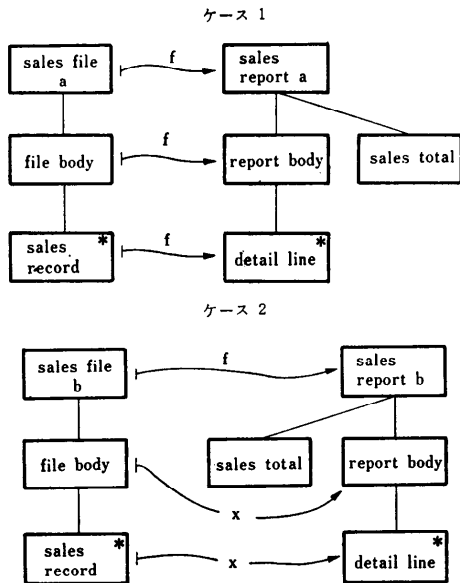 ケース 1
sales file
a
f
sales
report a
file body
f
report body
sales total
sales
record
*
f
detail line
*
ケース 2
sales file
b
f
sales
report b
file body
sales total
report body
x
sales
record
*
x
detail line
*